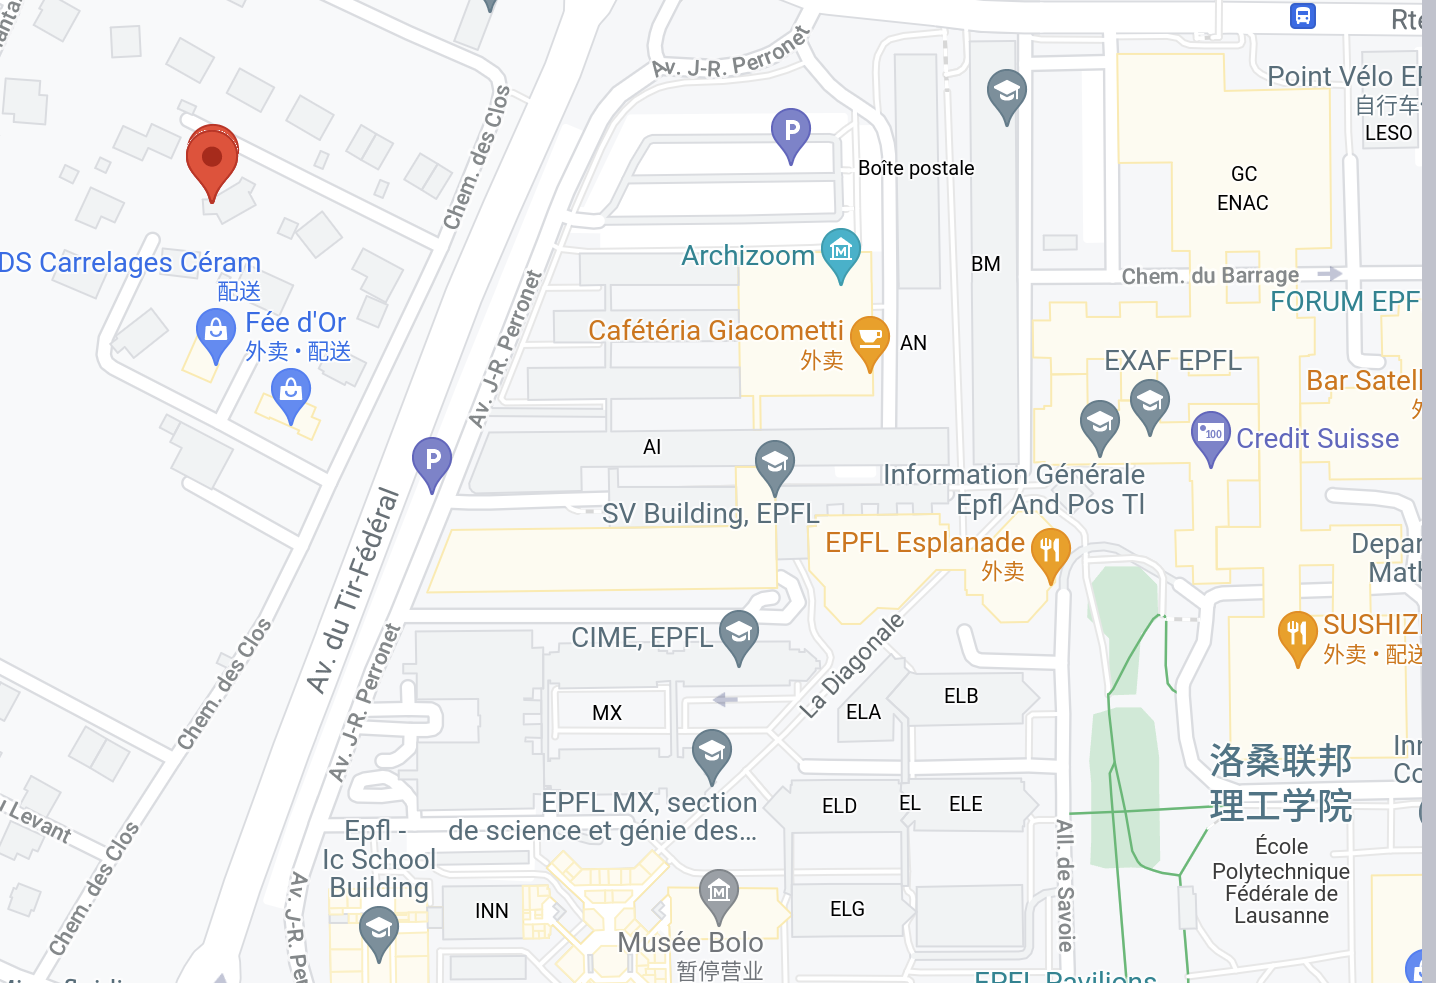 Rte
Av. J-R. Perronet
Point Vélo EP
自行车
LESO
Chem. des Clos
P
Boîte postale
GC
ENAC
Archizoom
BM
Chem. du Barrage
DS Carrelages Céram
配送
FORUM EPF
Fée d'Or
外卖 • 配送
Cafétéria Giacometti
外卖
AN
EXAF EPFL
Av. J-R. Perronet
Bar Satell
100
Credit Suisse
AI
P
Information Générale
Epfl And Pos Tl
SV Building, EPFL
EPFL Esplanade
外卖
Depar
Math
Av. du Tir-Fédéral
CIME, EPFL
La Diagonale
SUSHIZI
外卖 • 配送
Chem. des Clos
Av. J-R. Perronet
MX
ELA
ELB
洛桑联邦
理工学院
Inn
Co
EPFL MX, section
de science et génie des...
ELD
EL
ELE
Levant
Epfl -
Ic School
Building
All. de Savoie
École
Polytechnique
Fédérale de
Lausanne
Chem. des Clos
Av. J-R. Per
INN
ELG
Musée Bolo
暂停营业
EPFL Pavilions